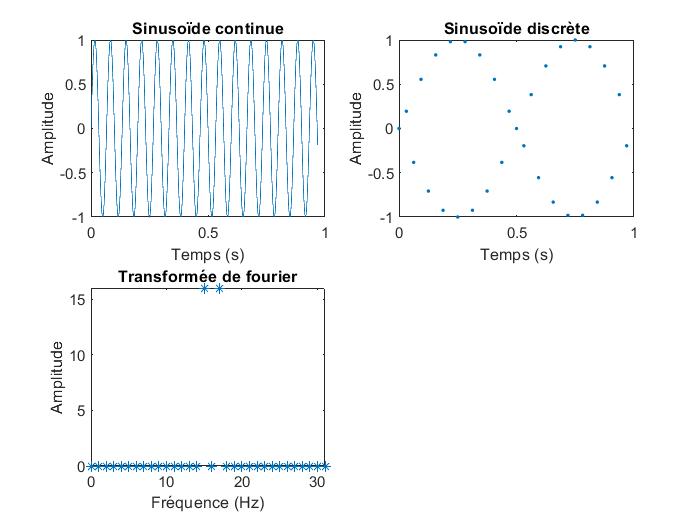 Sinusoïde continue
Amplitude
1
0.5
0
-0.5
-1
0
0.5
1
Temps (s)
Sinusoïde discrète
Amplitude
1
0.5
0
-0.5
-1
0
0.5
1
Temps (s)
Transformée de fourier
Amplitude
15
10
5
0
0
10
20
30
Fréquence (Hz)